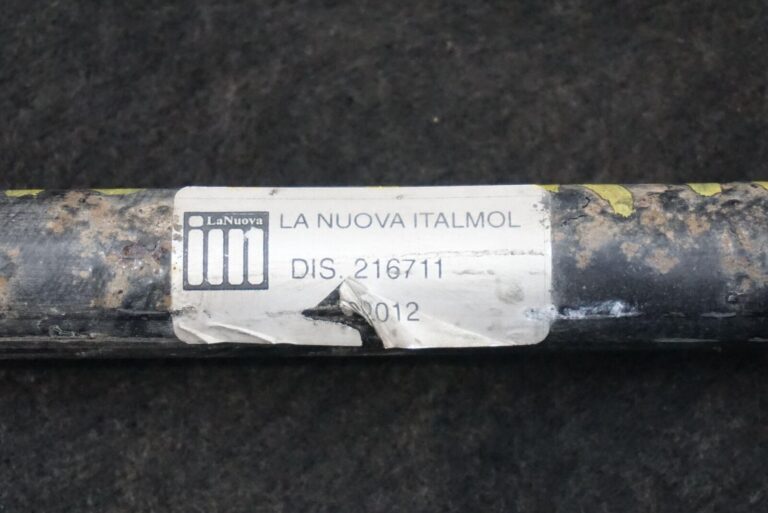 LaNuova
LA NUOVA ITALMOL
DIS. 216711
2012